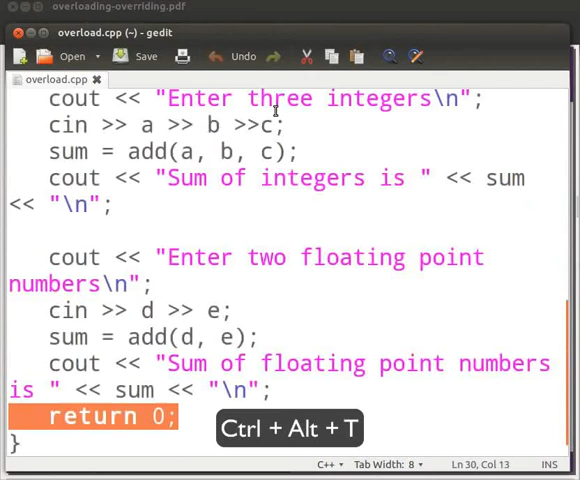 overloading-overriding.pdf
overload.cpp (~) - gedit
Open Save Undo
overload.cpp
cout << "Enter three integers\n";
cin >> a >> b >>c;
sum = add(a, b, c);
cout << "Sum of integers is " << sum
<< "\n";
cout << "Enter two floating point
numbers\n";
cin >> d >> e;
sum = add(d, e);
cout << "Sum of floating point numbers
is " << sum << "\n";
return 0;
Ctrl + Alt + T
}
C++ Tab Width: 8 Ln 30, Col 13 INS